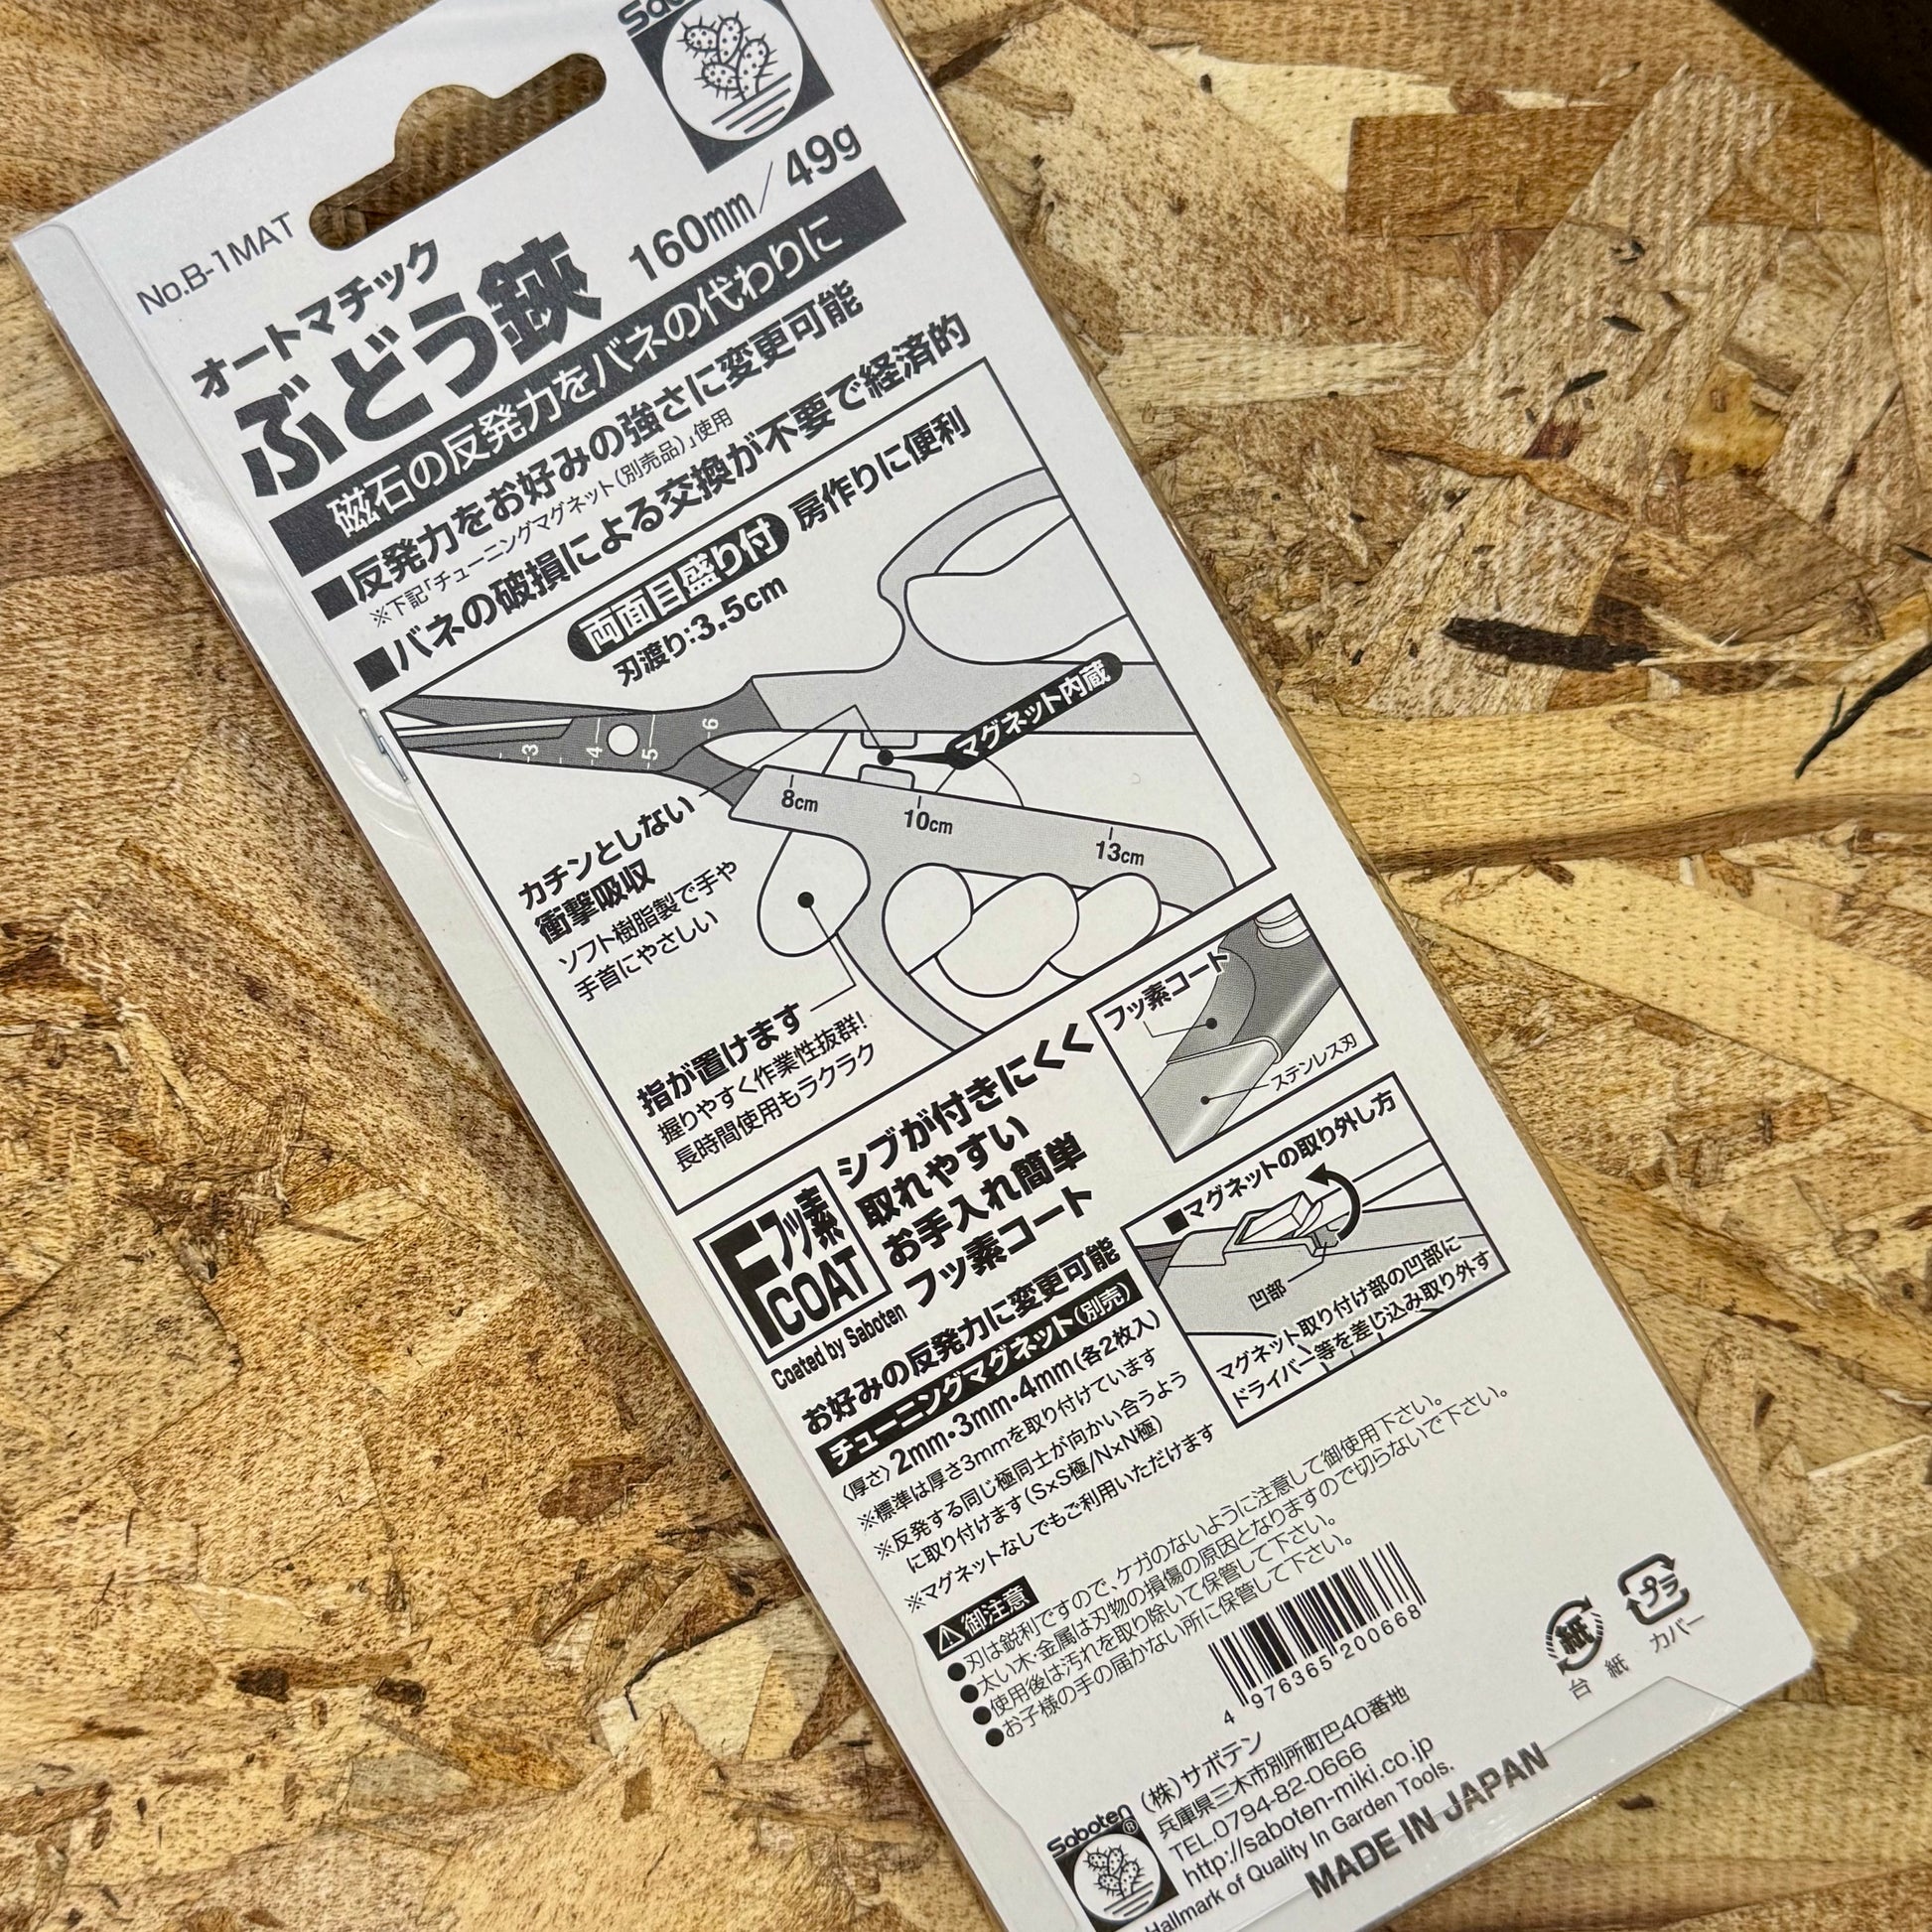 No.B-1MAT
オートマチック
ぶどう鋏 160mm/49g
磁石の反発力をバネの代わりに
■反発力をお好みの強さに変更可能
※下記「チューニングマグネット(別売品)」使用
■バネの破損による交換が不要で経済的
両面目盛り付 房作りに便利
刃渡り:3.5cm
マグネット内蔵
3 4 5 6
8cm
10cm
13cm
カチンとしない
衝撃吸収
ソフト樹脂製で手や
手首にやさしい
指が置けます
握りやすく作業性抜群!
長時間使用もラクラク
Fフッ素
COAT
Coated by Saboten
シブが付きにくく
取れやすい
お手入れ簡単
フッ素コート
フッ素コート
ステンレス刃
■マグネットの取り外し方
凹部
マグネット取り付け部の凹部に
ドライバー等を差し込み取り外す
お好みの反発力に変更可能
チューニングマグネット(別売)
〈厚さ〉2mm・3mm・4mm(各2枚入)
※標準は厚さ3mmを取り付けています
※反発する同じ極同士が向かい合うよう
に取り付けます(S×S極/N×N極)
※マグネットなしでもご利用いただけます
御注意
●刃は鋭利ですので、ケガのないように注意して御使用下さい。
●太い木・金属は刃物の損傷の原因となりますので切らないで下さい。
●使用後は汚れを取り除いて保管して下さい。
●お子様の手の届かない所に保管して下さい。
4 976365 200668
紙
台紙
プラ
カバー
Saboten®
(株)サボテン
兵庫県三木市別所町巴40番地
TEL.0794-82-0666
http://saboten-miki.co.jp
Hallmark of Quality In Garden Tools.
MADE IN JAPAN